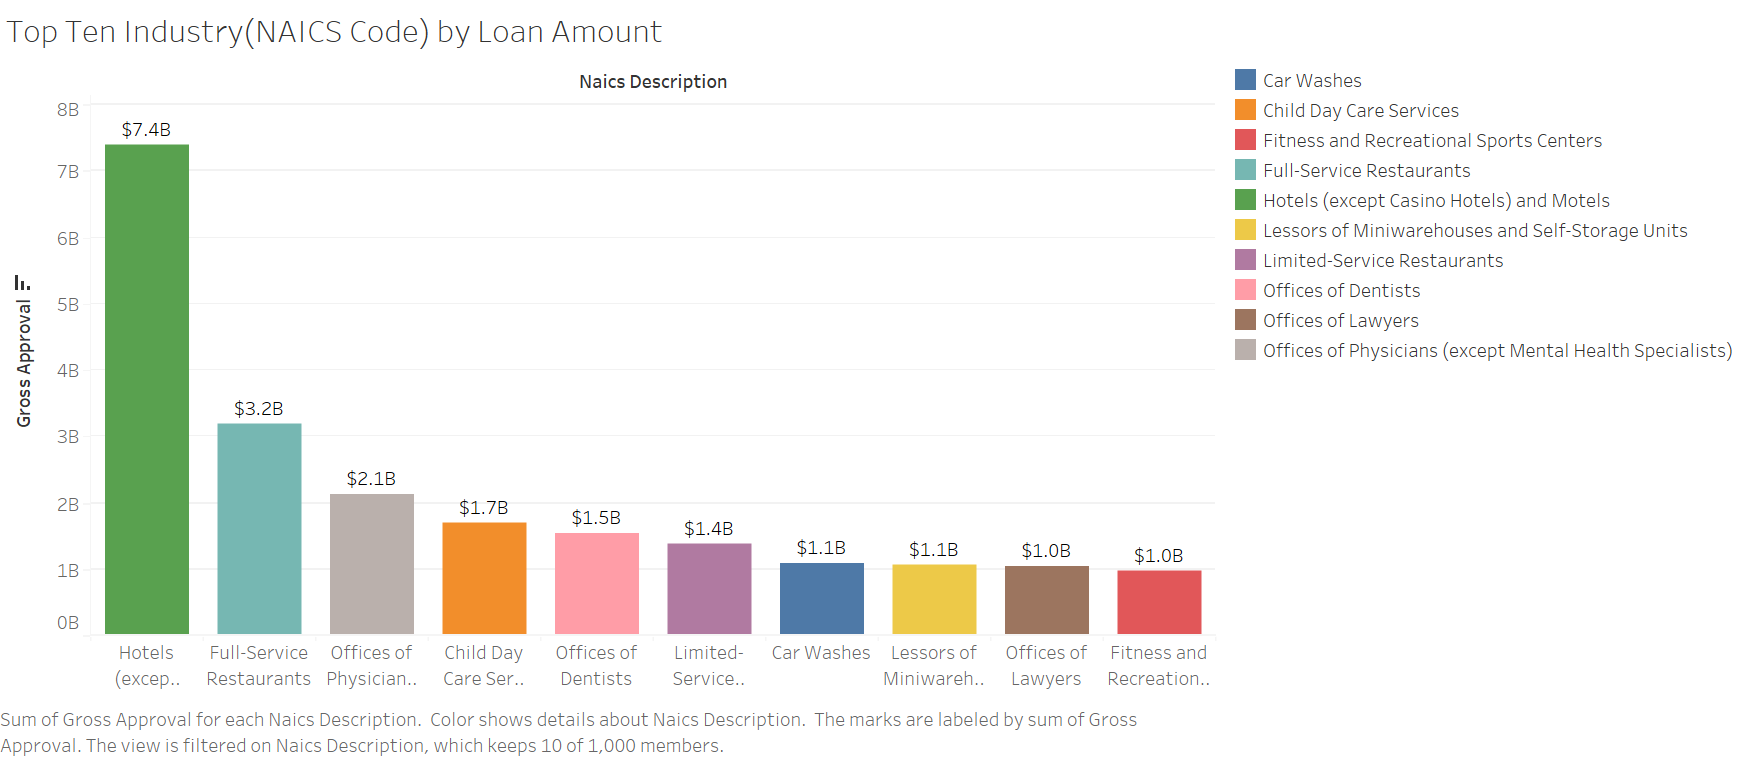 Top Ten Industry(NAICS Code) by Loan Amount
Naics Description
Gross Approval
8B
7B
6B
5B
4B
3B
2B
1B
0B
$7.4B
$3.2B
$2.1B
$1.7B
$1.5B
$1.4B
$1.1B
$1.1B
$1.0B
$1.0B
Hotels
(excep..
Full-Service
Restaurants
Offices of
Physician..
Child Day
Care Ser..
Offices of
Dentists
Limited-
Service..
Car Washes
Lessors of
Miniwareh..
Offices of
Lawyers
Fitness and
Recreation..
Car Washes
Child Day Care Services
Fitness and Recreational Sports Centers
Full-Service Restaurants
Hotels (except Casino Hotels) and Motels
Lessors of Miniwarehouses and Self-Storage Units
Limited-Service Restaurants
Offices of Dentists
Offices of Lawyers
Offices of Physicians (except Mental Health Specialists)
Sum of Gross Approval for each Naics Description.  Color shows details about Naics Description.  The marks are labeled by sum of Gross
Approval. The view is filtered on Naics Description, which keeps 10 of 1,000 members.